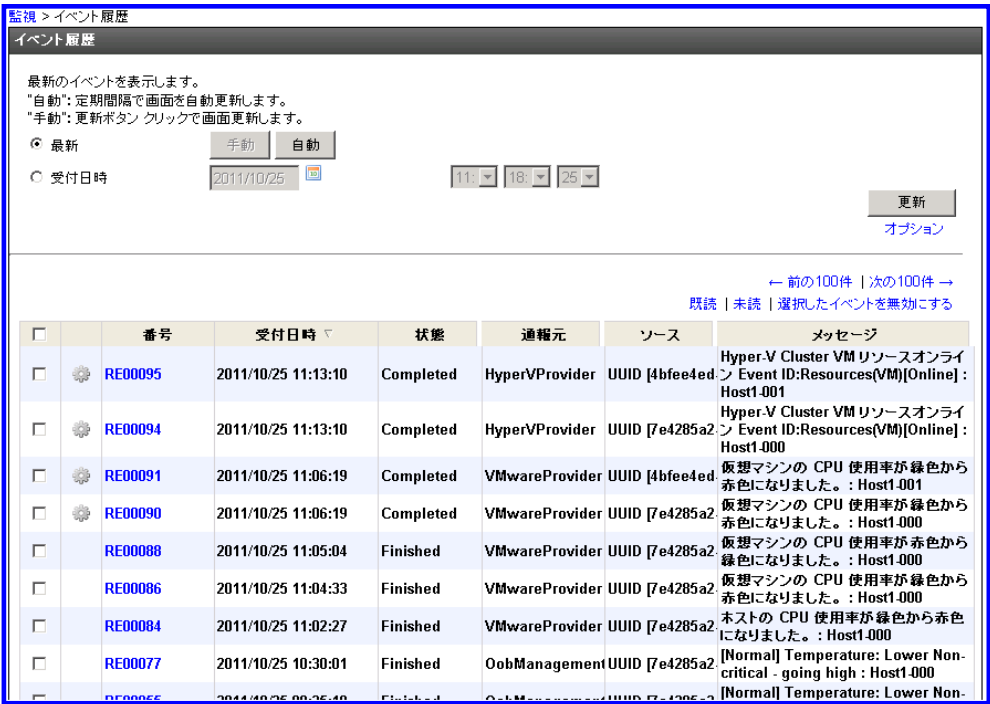 監視 > イベント履歴
イベント履歴
最新のイベントを表示します。
"自動": 定期間隔で画面を自動更新します。
"手動": 更新ボタン クリックで画面更新します。
最新 手動 自動
受付日時 2011/10/25 11: 18: 25
更新
オプション
← 前の100件 | 次の100件 →
既読 | 未読 | 選択したイベントを無効にする
番号 受付日時 ▽ 状態 通報元 ソース メッセージ
Hyper-V Cluster VM リソースオンライ
RE00095 2011/10/25 11:13:10 Completed HyperVProvider UUID [4bfee4ed- ン Event ID:Resources(VM)[Online] :
Host1-001
Hyper-V Cluster VM リソースオンライ
RE00094 2011/10/25 11:13:10 Completed HyperVProvider UUID [7e4285a2- ン Event ID:Resources(VM)[Online] :
Host1-000
RE00091 2011/10/25 11:06:19 Completed VMwareProvider UUID [4bfee4ed- 仮想マシンの CPU 使用率が緑色から
赤色になりました。 : Host1-001
RE00090 2011/10/25 11:06:19 Completed VMwareProvider UUID [7e4285a2- 仮想マシンの CPU 使用率が緑色から
赤色になりました。 : Host1-000
RE00088 2011/10/25 11:05:04 Finished VMwareProvider UUID [7e4285a2- 仮想マシンの CPU 使用率が赤色から
緑色になりました。 : Host1-000
RE00086 2011/10/25 11:04:33 Finished VMwareProvider UUID [7e4285a2- 仮想マシンの CPU 使用率が緑色から
赤色になりました。 : Host1-000
RE00084 2011/10/25 11:02:27 Finished VMwareProvider UUID [7e4285a2- ホストの CPU 使用率が緑色から赤色
になりました。 : Host1-000
RE00077 2011/10/25 10:30:01 Finished OobManagement UUID [7e4285a2- [Normal] Temperature: Lower Non-
critical - going high : Host1-000
[Normal] Temperature: Lower Non-